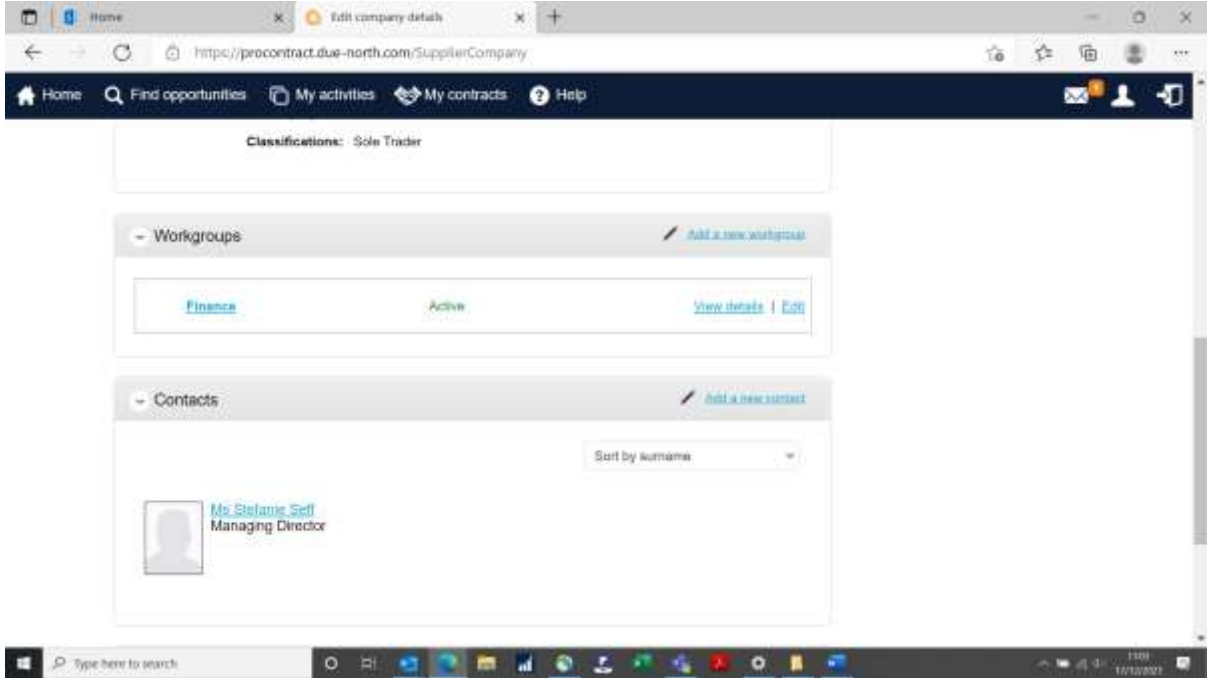 Home
Edit company details
https://procontract.due-north.com/SupplierCompany
Home Find opportunities My activities My contracts Help
Classifications: Sole Trader
Workgroups
Add a new workgroup
Finance Active View details | Edit
Contacts
Add a new contact
Sort by surname
Ms Stefanie Seff
Managing Director
Type here to search